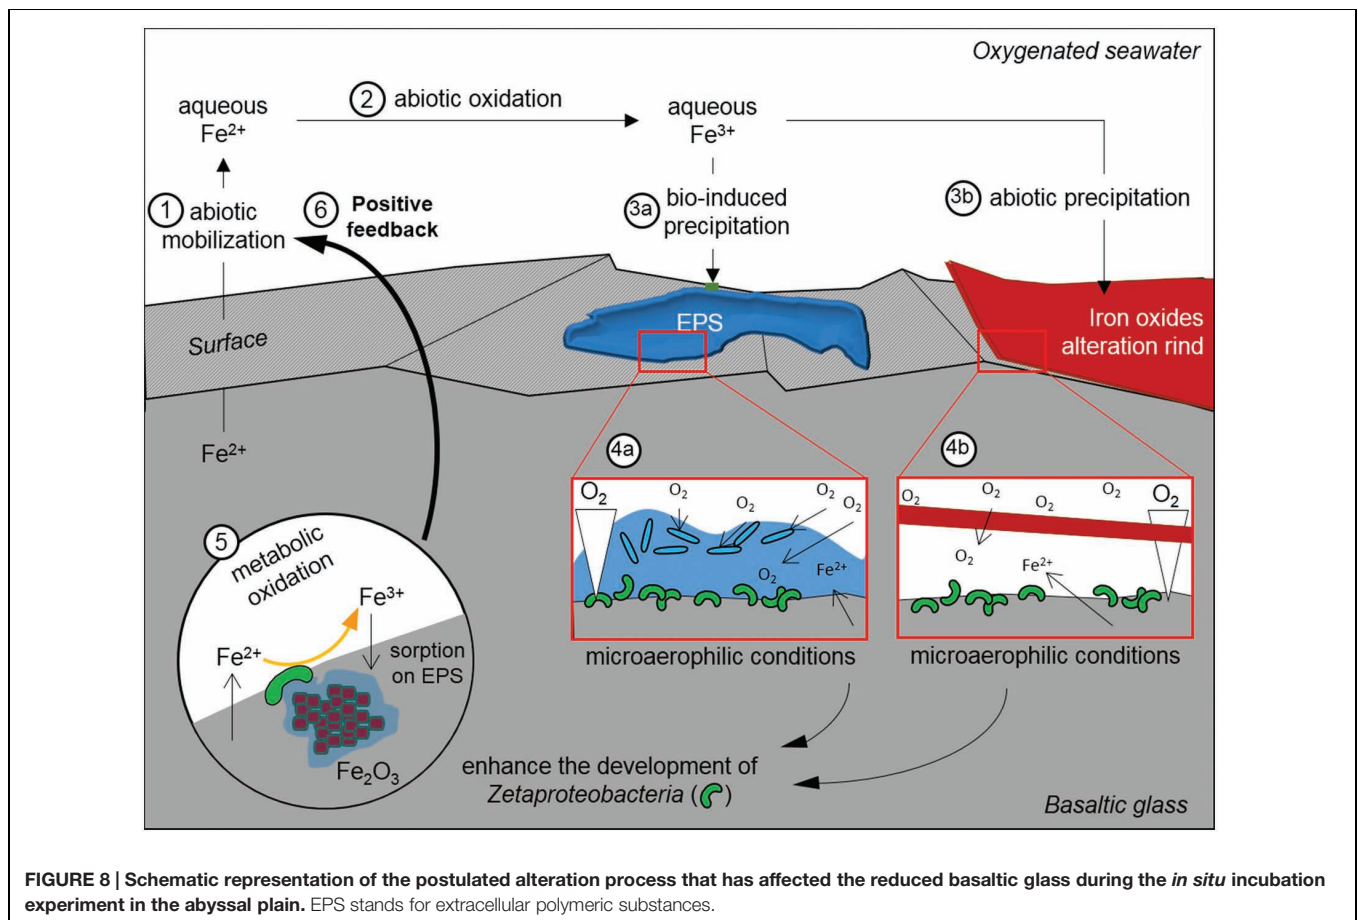 Oxygenated seawater
aqueous
Fe2+
2 abiotic oxidation
aqueous
Fe3+
1 abiotic
mobilization
6 Positive
feedback
3a bio-induced
precipitation
3b abiotic precipitation
Surface
EPS
Iron oxides
alteration rind
Fe2+
4a
4b
O2
O2
O2
O2
O2
O2
Fe2+
O2
O2
O2
O2
O2
O2
Fe2+
microaerophilic conditions
microaerophilic conditions
5
metabolic
oxidation
Fe3+
Fe2+
sorption
on EPS
Fe2O3
enhance the development of
Zetaproteobacteria ( )
Basaltic glass
FIGURE 8 | Schematic representation of the postulated alteration process that has affected the reduced basaltic glass during the in situ incubation
experiment in the abyssal plain. EPS stands for extracellular polymeric substances.